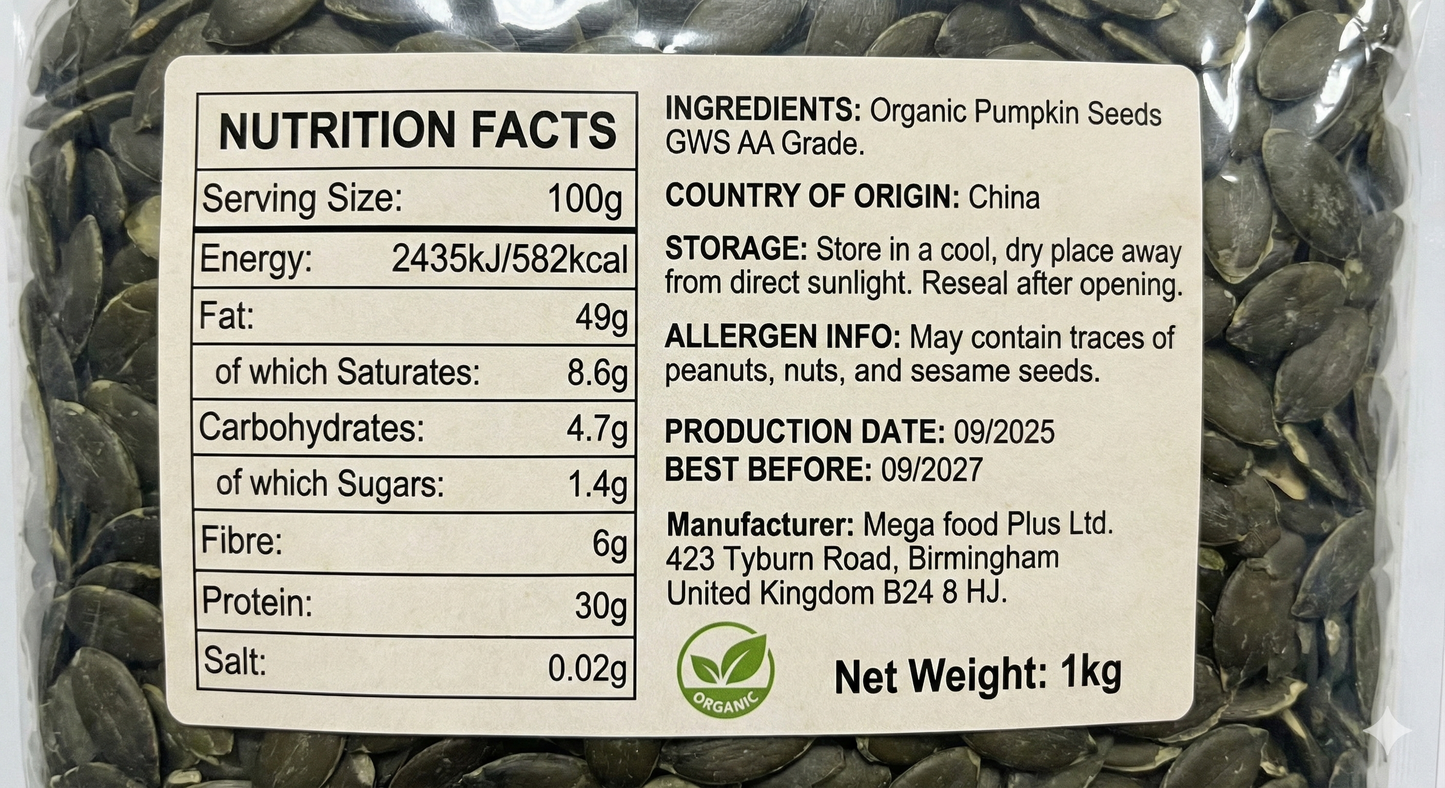 NUTRITION FACTS
Serving Size: 100g
Energy: 2435kJ/582kcal
Fat: 49g
of which Saturates: 8.6g
Carbohydrates: 4.7g
of which Sugars: 1.4g
Fibre: 6g
Protein: 30g
Salt: 0.02g
INGREDIENTS: Organic Pumpkin Seeds
GWS AA Grade.
COUNTRY OF ORIGIN: China
STORAGE: Store in a cool, dry place away
from direct sunlight. Reseal after opening.
ALLERGEN INFO: May contain traces of
peanuts, nuts, and sesame seeds.
PRODUCTION DATE: 09/2025
BEST BEFORE: 09/2027
Manufacturer: Mega food Plus Ltd.
423 Tyburn Road, Birmingham
United Kingdom B24 8 HJ.
ORGANIC
Net Weight: 1kg